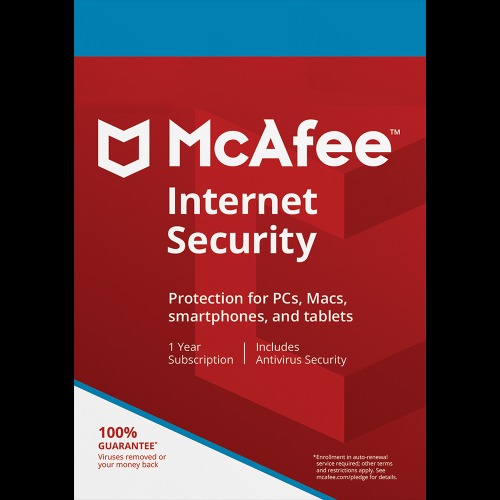 McAfee™
Internet
Security
Protection for PCs, Macs,
smartphones, and tablets
1 Year
Subscription
Includes
Antivirus Security
100%
GUARANTEE*
Viruses removed or
your money back
*Enrollment in auto-renewal
service required; other terms
and restrictions apply. See
mcafee.com/pledge for details.